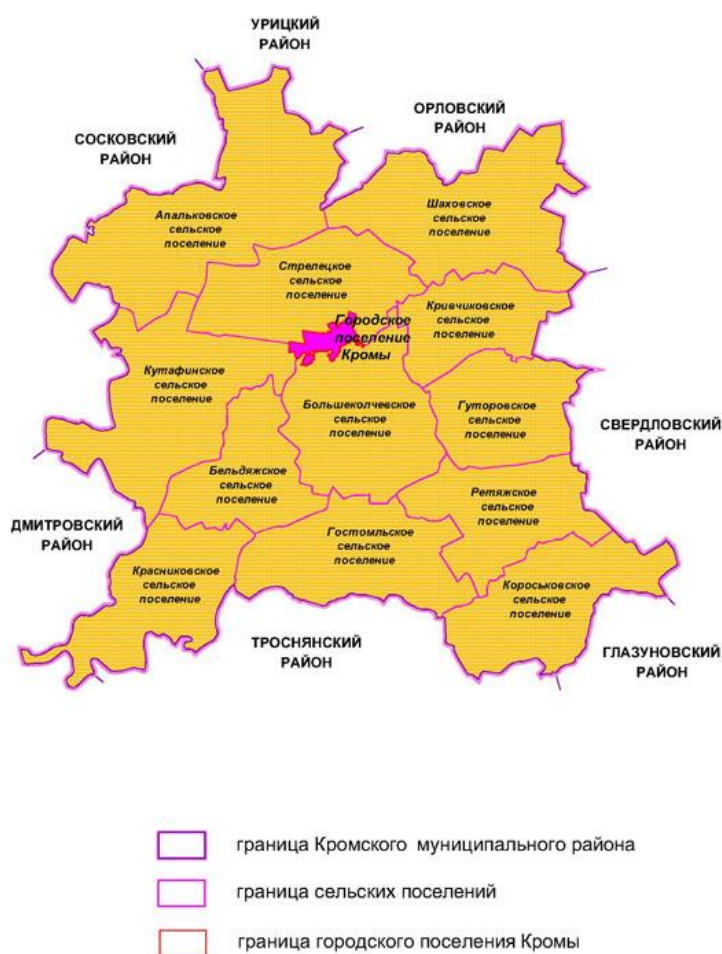 УРИЦКИЙ
РАЙОН
ОРЛОВСКИЙ
РАЙОН
СОСКОВСКИЙ
РАЙОН
Шаховское
сельское
поселение
Апальковское
сельское
поселение
Стрелецкое
сельское
поселение
Кривчиковское
сельское
поселение
Городское
поселение
Кромы
Кутафинское
сельское
поселение
Большеколчевское
сельское
поселение
Гуторовское
сельское
поселение
СВЕРДЛОВСКИЙ
РАЙОН
Бельдяжское
сельское
поселение
Ретяжское
сельское
поселение
ДМИТРОВСКИЙ
РАЙОН
Гостомльское
сельское
поселение
Красниковское
сельское
поселение
Короськовское
сельское
поселение
ТРОСНЯНСКИЙ
РАЙОН
ГЛАЗУНОВСКИЙ
РАЙОН
граница Кромского муниципального района
граница сельских поселений
граница городского поселения Кромы